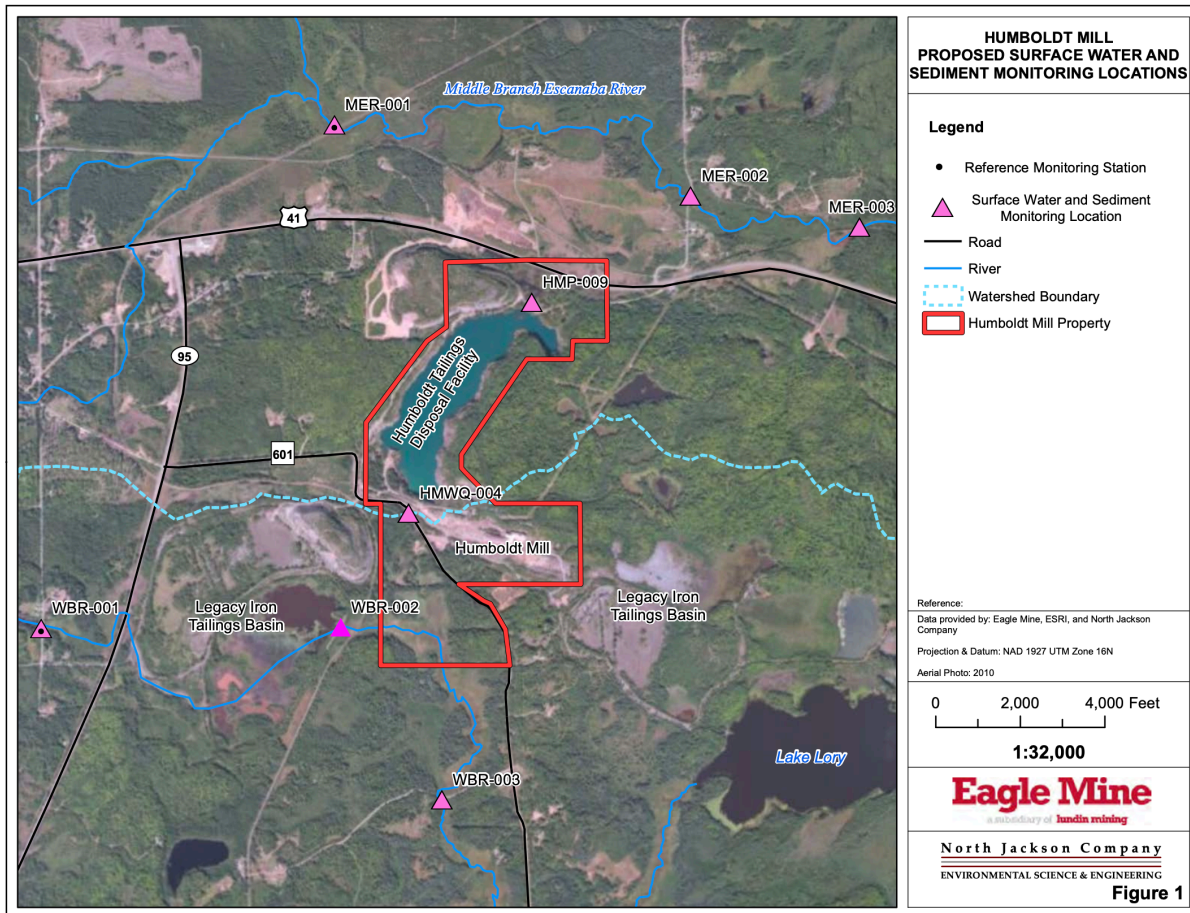 HUMBOLDT MILL
PROPOSED SURFACE WATER AND
SEDIMENT MONITORING LOCATIONS
Middle Branch Escanaba River
MER-001
MER-002
MER-003
41
HMP-009
95
Humboldt Tailings
Disposal Facility
601
HMWQ-004
Humboldt Mill
WBR-001
Legacy Iron
Tailings Basin
WBR-002
Legacy Iron
Tailings Basin
WBR-003
Lake Lory
Legend
Reference Monitoring Station
Surface Water and Sediment
Monitoring Location
Road
River
Watershed Boundary
Humboldt Mill Property
Reference:
Data provided by: Eagle Mine, ESRI, and North Jackson
Company
Projection & Datum: NAD 1927 UTM Zone 16N
Aerial Photo: 2010
0 2,000 4,000 Feet
1:32,000
Eagle Mine
a subsidiary of lundin mining
North Jackson Company
ENVIRONMENTAL SCIENCE & ENGINEERING
Figure 1